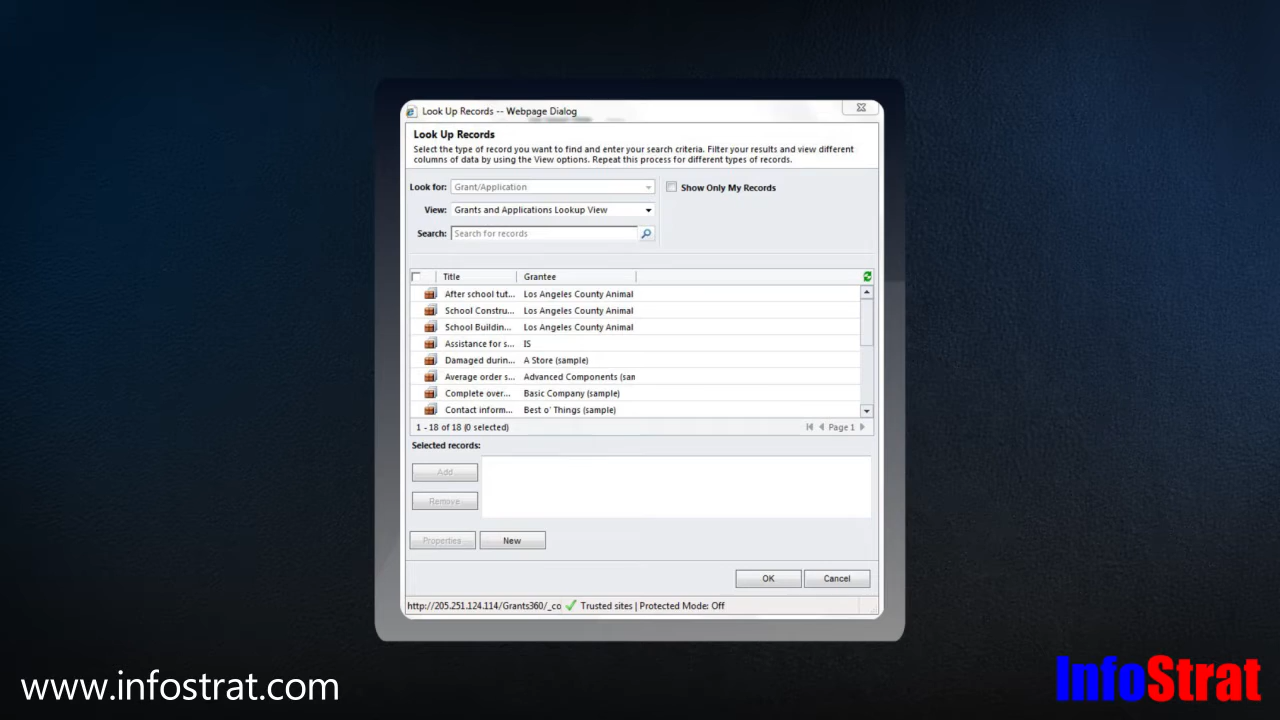 Look Up Records -- Webpage Dialog
Look Up Records
Select the type of record you want to find and enter your search criteria. Filter your results and view different
columns of data by using the View options. Repeat this process for different types of records.
Look for: Grant/Application
Show Only My Records
View: Grants and Applications Lookup View
Search: Search for records
Title Grantee
After school tut... Los Angeles County Animal
School Constru... Los Angeles County Animal
School Buildin... Los Angeles County Animal
Assistance for s... IS
Damaged durin... A Store (sample)
Average order s... Advanced Components (sam
Complete over... Basic Company (sample)
Contact inform... Best o' Things (sample)
1 - 18 of 18 (0 selected) Page 1
Selected records:
Add
Remove
Properties New
OK Cancel
http://205.251.124.114/Grants360/_co Trusted sites | Protected Mode: Off
www.infostrat.com
InfoStrat